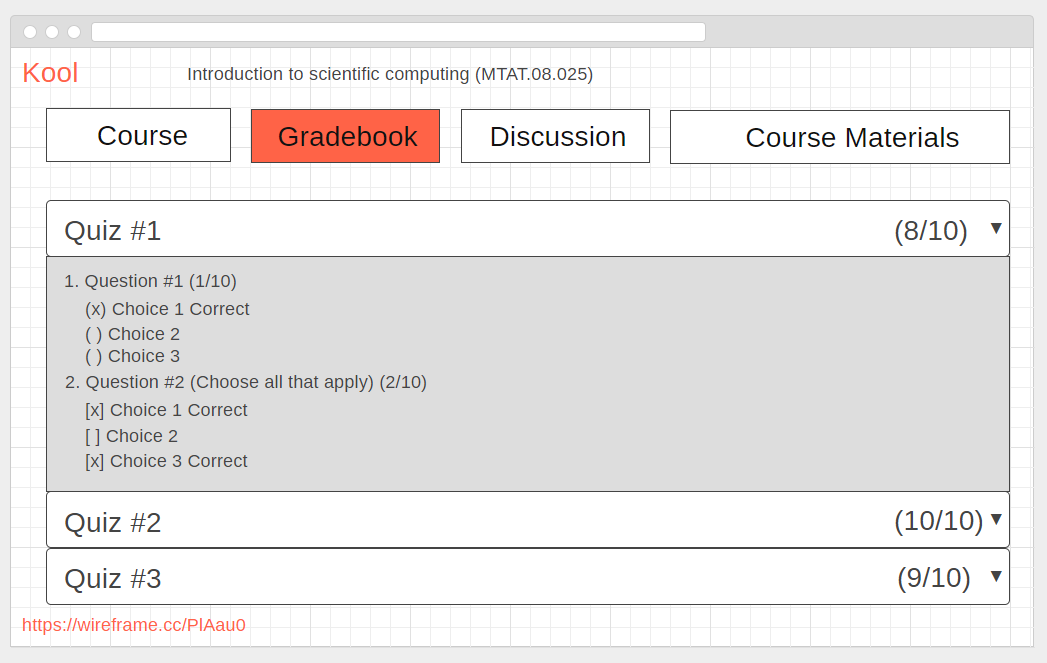 Kool
Introduction to scientific computing (MTAT.08.025)
Course Gradebook Discussion Course Materials
Quiz #1 (8/10) ▼
1. Question #1 (1/10)
(x) Choice 1 Correct
( ) Choice 2
( ) Choice 3
2. Question #2 (Choose all that apply) (2/10)
[x] Choice 1 Correct
[ ] Choice 2
[x] Choice 3 Correct
Quiz #2 (10/10) ▼
Quiz #3 (9/10) ▼
https://wireframe.cc/PlAau0